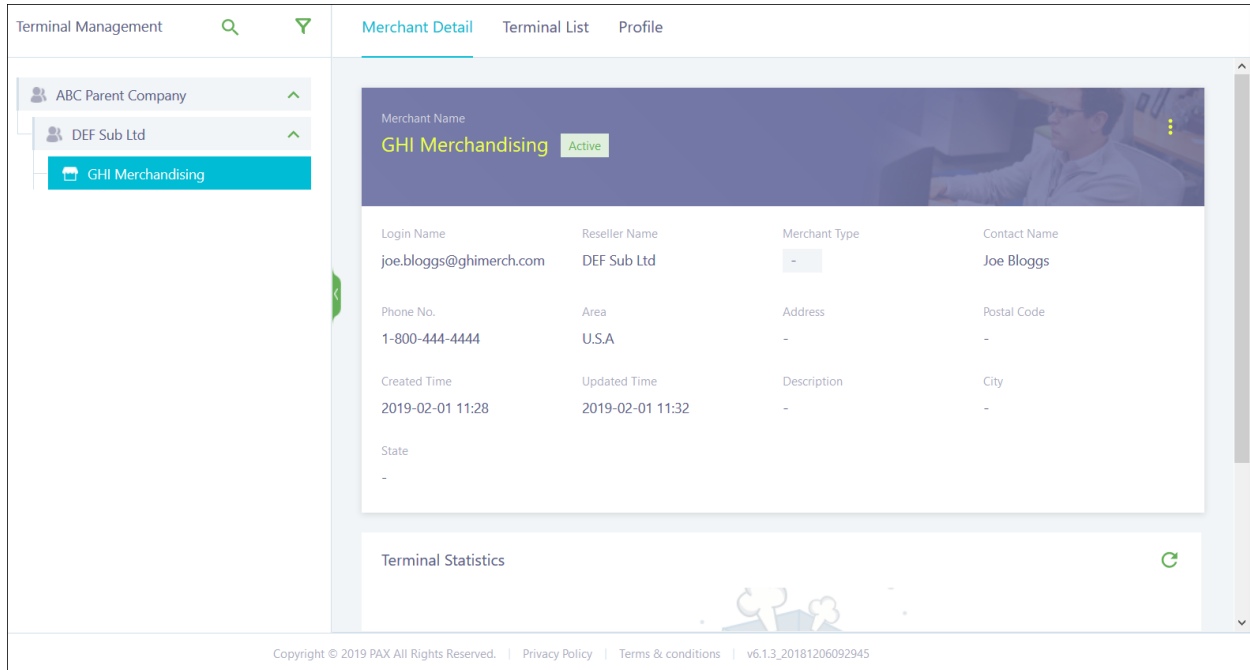 Terminal Management
Merchant Detail Terminal List Profile
ABC Parent Company
DEF Sub Ltd
GHI Merchandising
Merchant Name
GHI Merchandising Active
Login Name Reseller Name Merchant Type Contact Name
joe.bloggs@ghimerch.com DEF Sub Ltd - Joe Bloggs
Phone No. Area Address Postal Code
1-800-444-4444 U.S.A - -
Created Time Updated Time Description City
2019-02-01 11:28 2019-02-01 11:32 - -
State
-
Terminal Statistics
Copyright © 2019 PAX All Rights Reserved. | Privacy Policy | Terms & conditions | v6.1.3_20181206092945